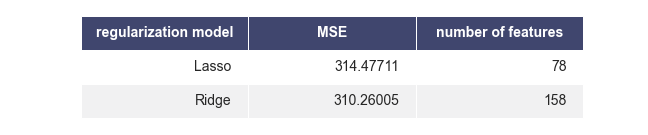 regularization model MSE number of features
Lasso 314.47711 78
Ridge 310.26005 158